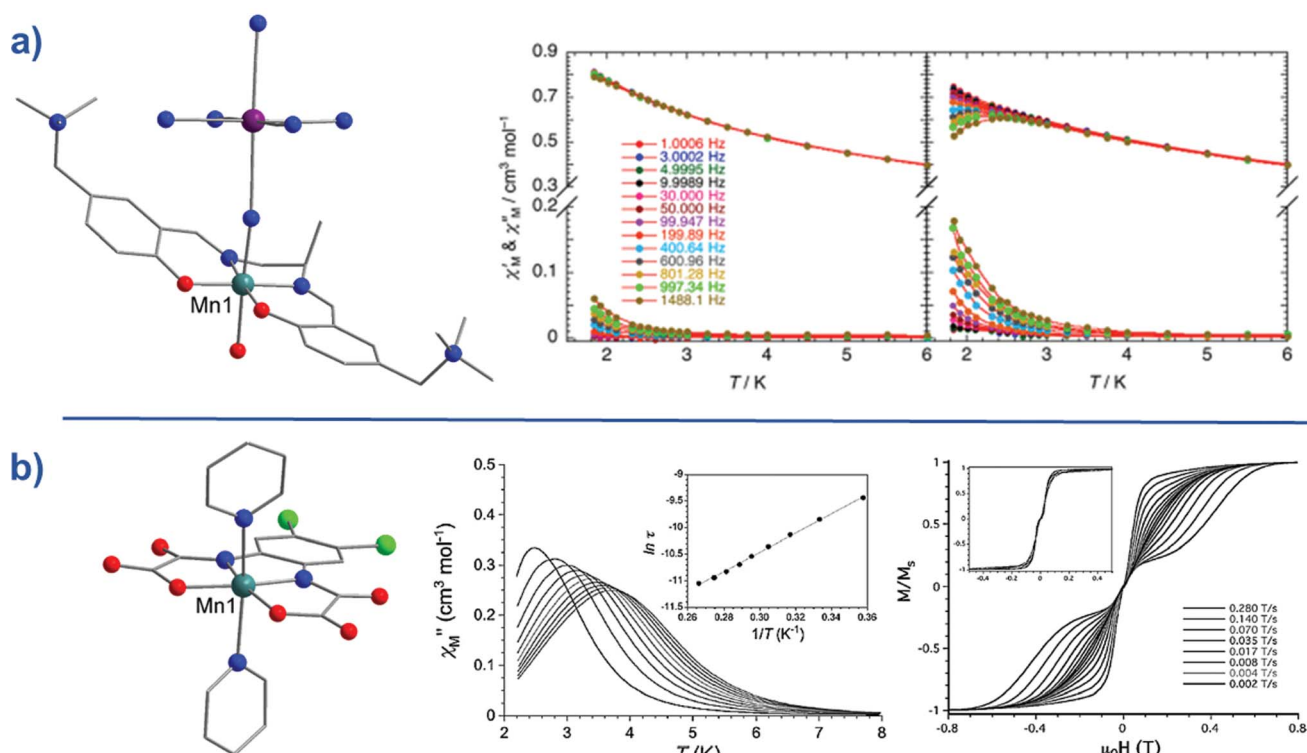 a)
Mn1
0.9
0.7
0.5
0.3
0.2
0.1
0
χ'M & χ''M / cm³ mol⁻¹
1.0006 Hz
3.0002 Hz
4.9995 Hz
9.9989 Hz
30.000 Hz
50.000 Hz
99.947 Hz
199.89 Hz
400.64 Hz
600.96 Hz
801.28 Hz
997.34 Hz
1488.1 Hz
2 3 4 5 6 2 3 4 5 6
T / K T / K
b)
Mn1
0.5
0.4
0.3
0.2
0.1
0
χM'' (cm³ mol⁻¹)
2 3 4 5 6 7 8
T (K)
-9
-9.5
-10
-10.5
-11
-11.5
ln τ
0.26 0.28 0.30 0.32 0.34 0.36
1/T (K⁻¹)
1
0.5
0
-0.5
-1
M/Ms
1
0.5
0
-0.5
-1
-0.4 -0.2 0 0.2 0.4
0.280 T/s
0.140 T/s
0.070 T/s
0.035 T/s
0.017 T/s
0.008 T/s
0.004 T/s
0.002 T/s
-0.8 -0.4 0 0.4 0.8
μ₀H (T)